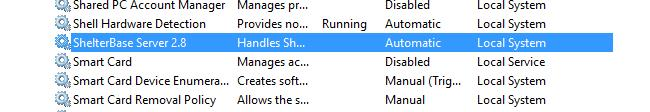 Shared PC Account Manager Manages pr... Disabled Local System
Shell Hardware Detection Provides no... Running Automatic Local System
ShelterBase Server 2.8 Handles Sh... Automatic Local System
Smart Card Manages ac... Disabled Local Service
Smart Card Device Enumera... Creates soft... Manual (Trig... Local System
Smart Card Removal Policy Allows the s... Manual Local System